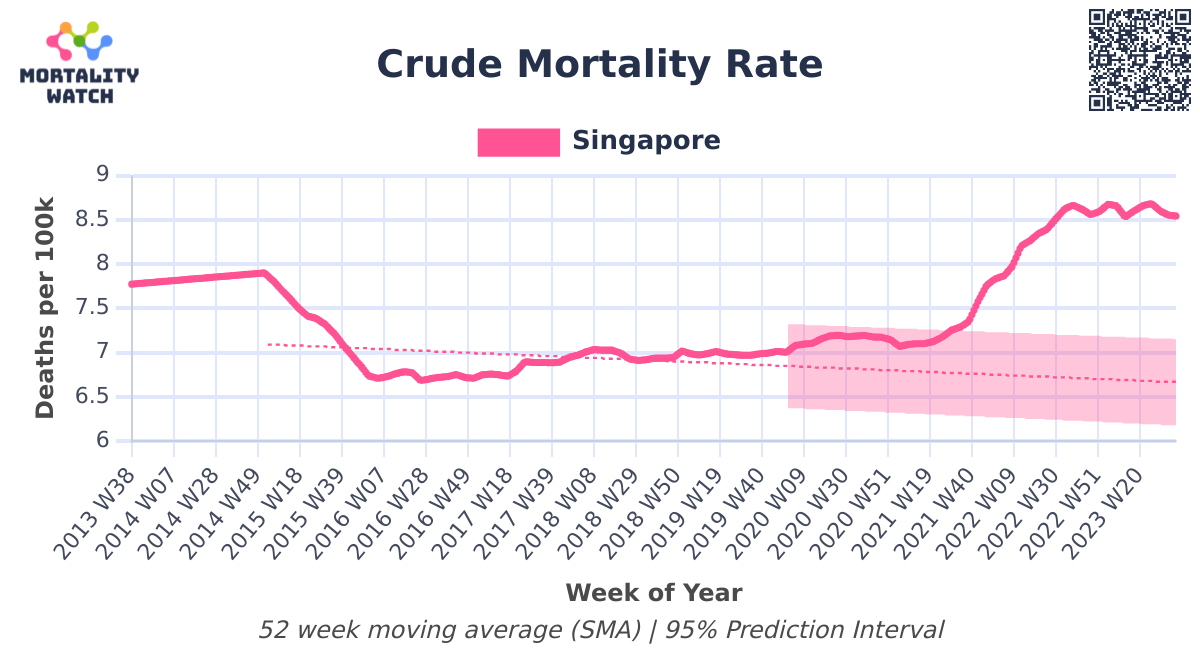 MORTALITY
WATCH
Crude Mortality Rate
Singapore
Deaths per 100k
9
8.5
8
7.5
7
6.5
6
2013 W38
2014 W07
2014 W28
2014 W49
2015 W18
2015 W39
2016 W07
2016 W28
2016 W49
2017 W18
2017 W39
2018 W08
2018 W29
2018 W50
2019 W19
2019 W40
2020 W09
2020 W30
2020 W51
2021 W19
2021 W40
2022 W09
2022 W30
2022 W51
2023 W20
Week of Year
52 week moving average (SMA) | 95% Prediction Interval